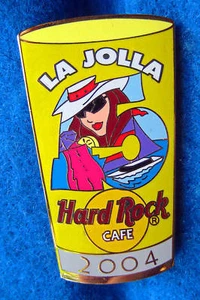 LA JOLLA
Hard Rock ®
CAFE
2004